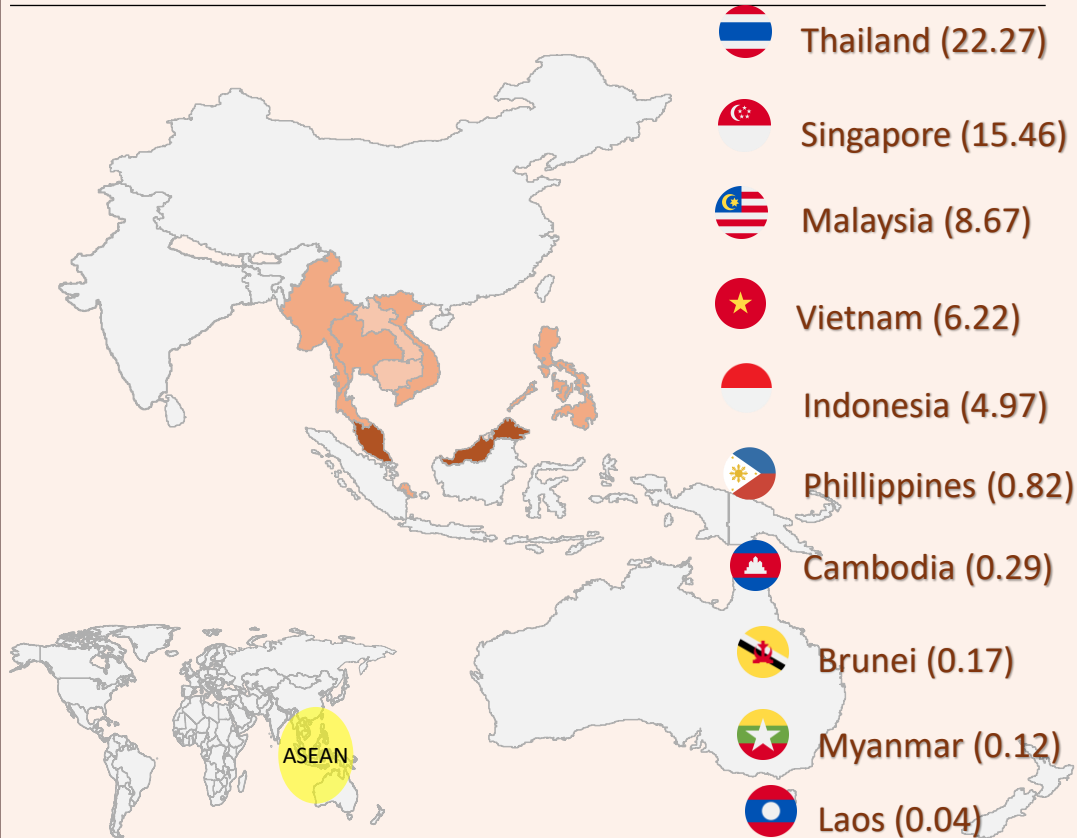 Thailand (22.27)
Singapore (15.46)
Malaysia (8.67)
Vietnam (6.22)
Indonesia (4.97)
Phillippines (0.82)
Cambodia (0.29)
Brunei (0.17)
Myanmar (0.12)
ASEAN
Laos (0.04)